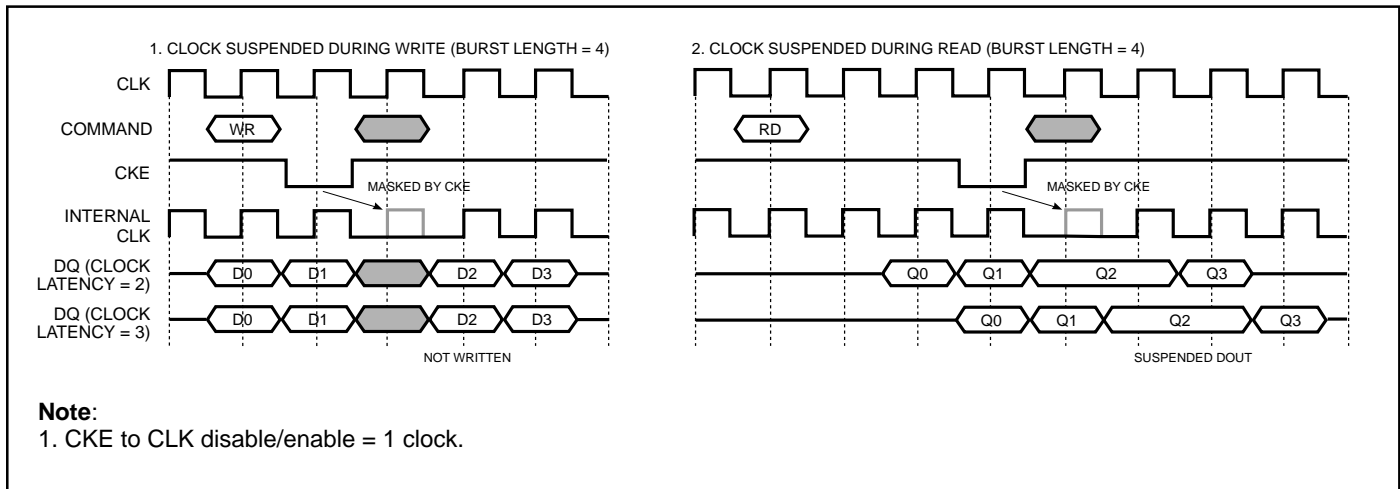 1. CLOCK SUSPENDED DURING WRITE (BURST LENGTH = 4)
CLK
COMMAND
WR
CKE
MASKED BY CKE
INTERNAL
CLK
DQ (CLOCK
LATENCY = 2)
D0 D1 D2 D3
DQ (CLOCK
LATENCY = 3)
D0 D1 D2 D3
NOT WRITTEN
2. CLOCK SUSPENDED DURING READ (BURST LENGTH = 4)
RD
MASKED BY CKE
Q0 Q1 Q2 Q3
Q0 Q1 Q2 Q3
SUSPENDED DOUT
Note:
1. CKE to CLK disable/enable = 1 clock.